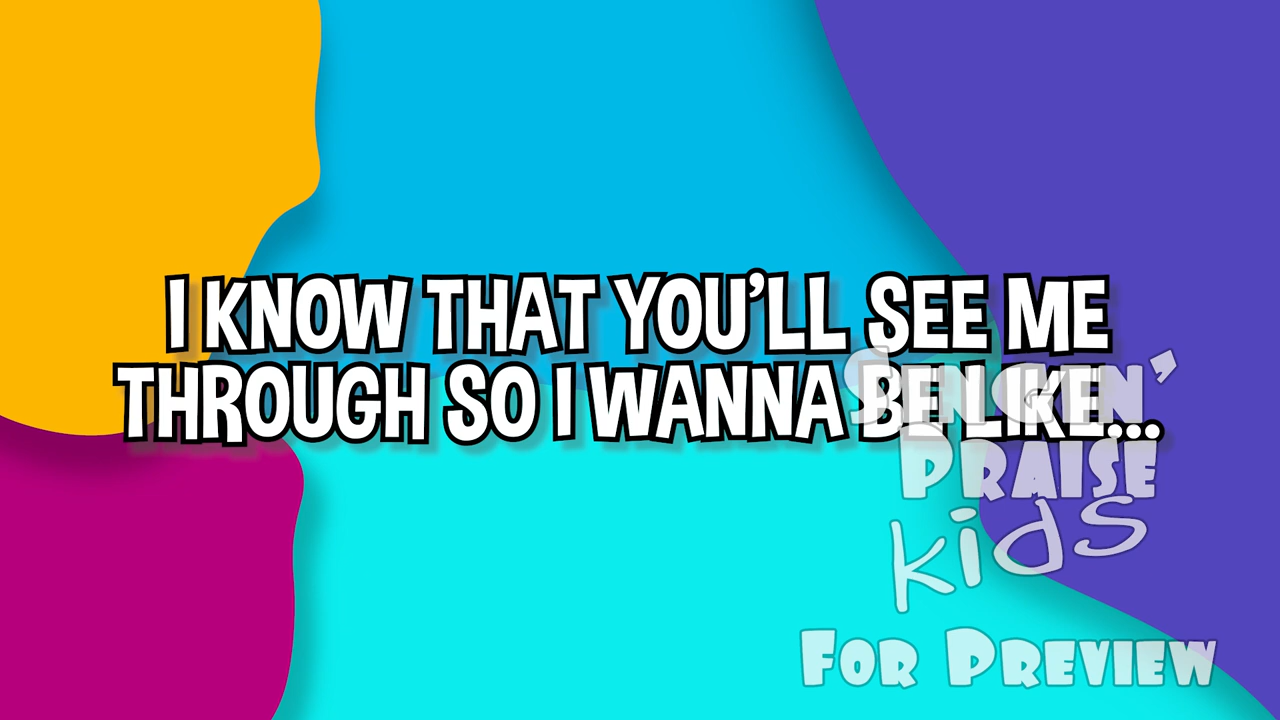 I KNOW THAT YOU'LL SEE ME
THROUGH SO I WANNA BE LIKE...
PRAISE
kids
FOR PREVIEW